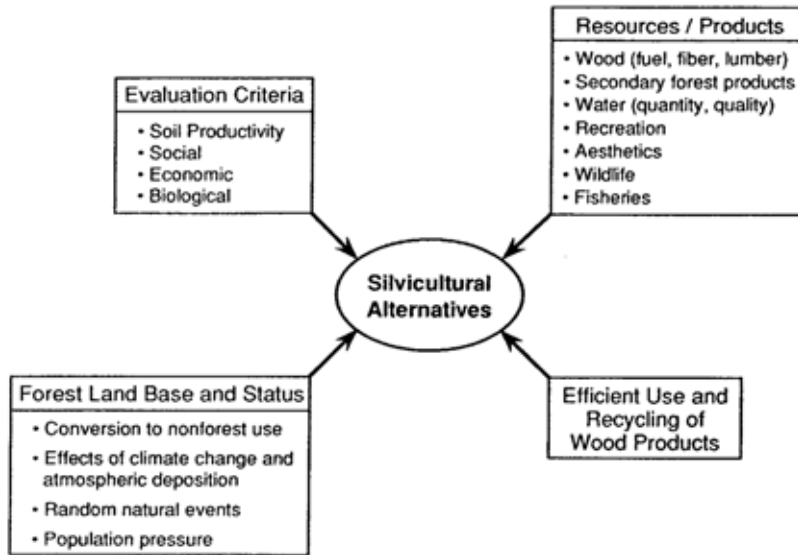 Resources / Products
• Wood (fuel, fiber, lumber)
• Secondary forest products
• Water (quantity, quality)
• Recreation
• Aesthetics
• Wildlife
• Fisheries
Evaluation Criteria
• Soil Productivity
• Social
• Economic
• Biological
Silvicultural
Alternatives
Forest Land Base and Status
• Conversion to nonforest use
• Effects of climate change and
atmospheric deposition
• Random natural events
• Population pressure
Efficient Use and
Recycling of
Wood Products